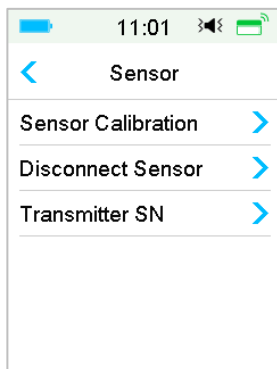 11:01
Sensor
Sensor Calibration
Disconnect Sensor
Transmitter SN